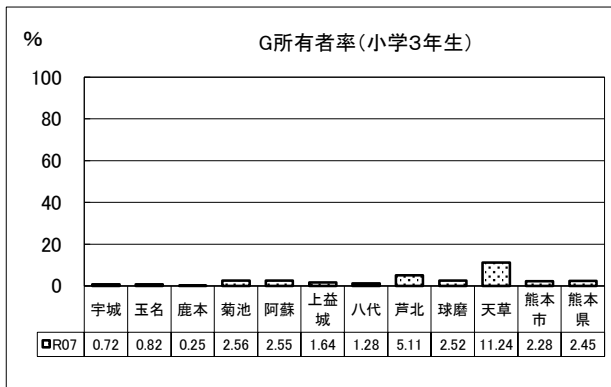 %
G所有者率(小学3年生)
100
80
60
40
20
0
宇城 玉名 鹿本 菊池 阿蘇 上益城 八代 芦北 球磨 天草 熊本市 熊本県
R07 0.72 0.82 0.25 2.56 2.55 1.64 1.28 5.11 2.52 11.24 2.28 2.45